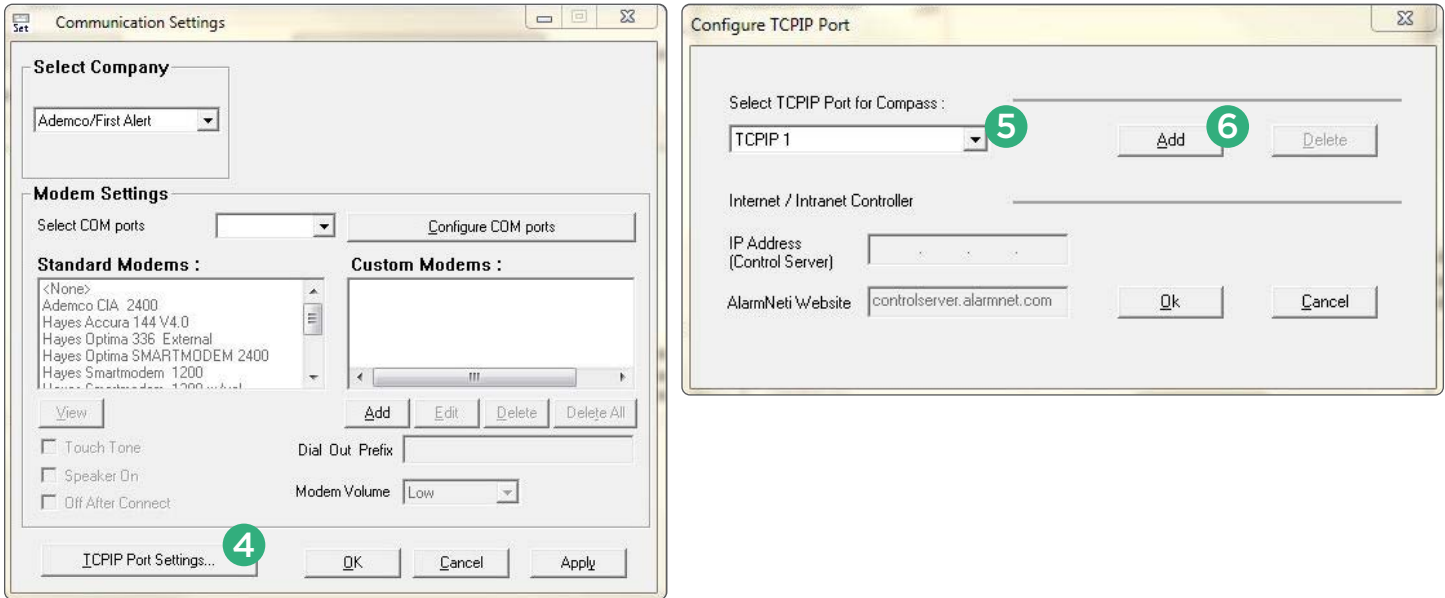 Set Communication Settings
Select Company
Ademco/First Alert
Modem Settings
Select COM ports
Configure COM ports
Standard Modems :
Custom Modems :
<None>
Ademco CIA 2400
Hayes Accura 144 V4.0
Hayes Optima 336 External
Hayes Optima SMARTMODEM 2400
Hayes Smartmodem 1200
View
Add
Edit
Delete
Delete All
Touch Tone
Dial Out Prefix
Speaker On
Modem Volume
Low
Off After Connect
TCPIP Port Settings...
4
OK
Cancel
Apply
Configure TCPIP Port
Select TCPIP Port for Compass :
TCPIP 1
5
Add
6
Delete
Internet / Intranet Controller
IP Address
(Control Server)
. . .
AlarmNeti Website
controlserver.alarmnet.com
Ok
Cancel